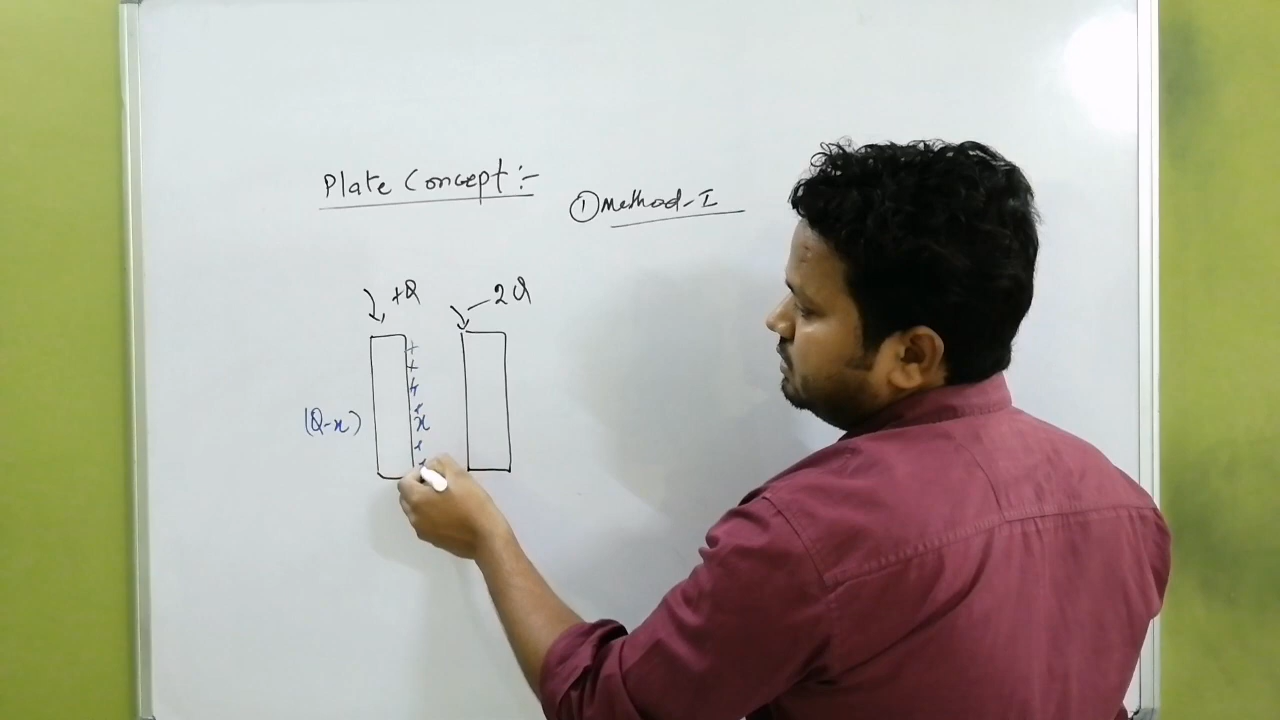 Plate Concept :-
① Method-I
+Q
2Q
+
+
+
(Q-x)
x